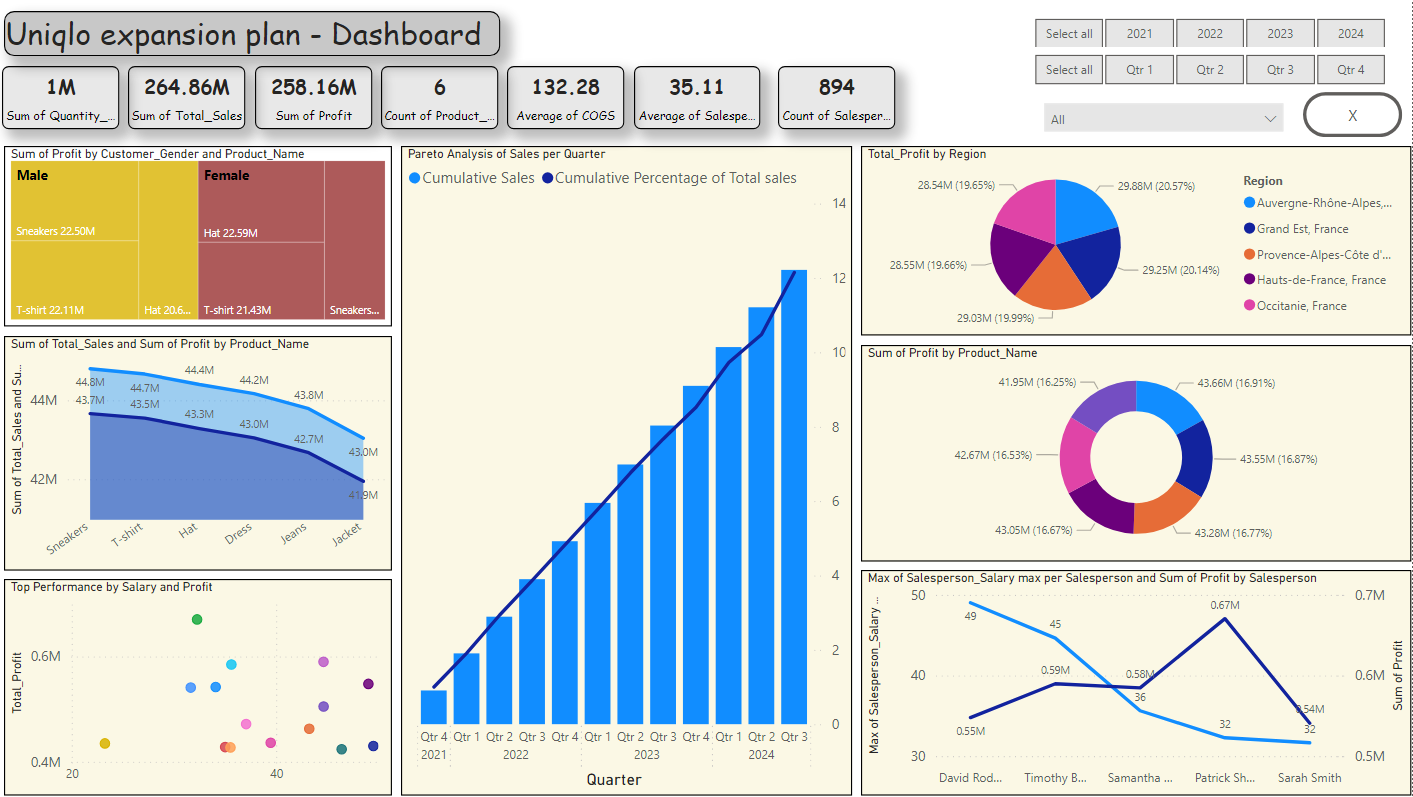 Uniqlo expansion plan - Dashboard
Select all 2021 2022 2023 2024
Select all Qtr 1 Qtr 2 Qtr 3 Qtr 4
All
X
1M
Sum of Quantity_...
264.86M
Sum of Total_Sales
258.16M
Sum of Profit
6
Count of Product_...
132.28
Average of COGS
35.11
Average of Salespe...
894
Count of Salesper...
Sum of Profit by Customer_Gender and Product_Name
Male
Sneakers 22.50M
T-shirt 22.11M
Hat 20.6...
Female
Hat 22.59M
T-shirt 21.43M
Sneakers...
Sum of Total_Sales and Sum of Profit by Product_Name
Sum of Total_Sales and Su...
44M
42M
44.8M
44.7M
44.4M
44.2M
43.8M
43.0M
43.7M
43.5M
43.3M
43.0M
42.7M
41.9M
Sneakers
T-shirt
Hat
Dress
Jeans
Jacket
Top Performance by Salary and Profit
Total_Profit
0.6M
0.4M
20
40
Pareto Analysis of Sales per Quarter
Cumulative Sales
Cumulative Percentage of Total sales
14
12
10
8
6
4
2
0
Qtr 4 Qtr 1 Qtr 2 Qtr 3 Qtr 4 Qtr 1 Qtr 2 Qtr 3 Qtr 4 Qtr 1 Qtr 2 Qtr 3
2021 2022 2023 2024
Quarter
Total_Profit by Region
28.54M (19.65%)
29.88M (20.57%)
28.55M (19.66%)
29.25M (20.14%)
29.03M (19.99%)
Region
Auvergne-Rhône-Alpes,...
Grand Est, France
Provence-Alpes-Côte d'...
Hauts-de-France, France
Occitanie, France
Sum of Profit by Product_Name
41.95M (16.25%)
43.66M (16.91%)
42.67M (16.53%)
43.55M (16.87%)
43.05M (16.67%)
43.28M (16.77%)
Max of Salesperson_Salary max per Salesperson and Sum of Profit by Salesperson
Max of Salesperson_Salary ...
50
40
30
49
45
36
32
32
0.55M
0.59M
0.58M
0.67M
0.54M
0.7M
0.6M
0.5M
Sum of Profit
David Rod...
Timothy B...
Samantha ...
Patrick Sh...
Sarah Smith